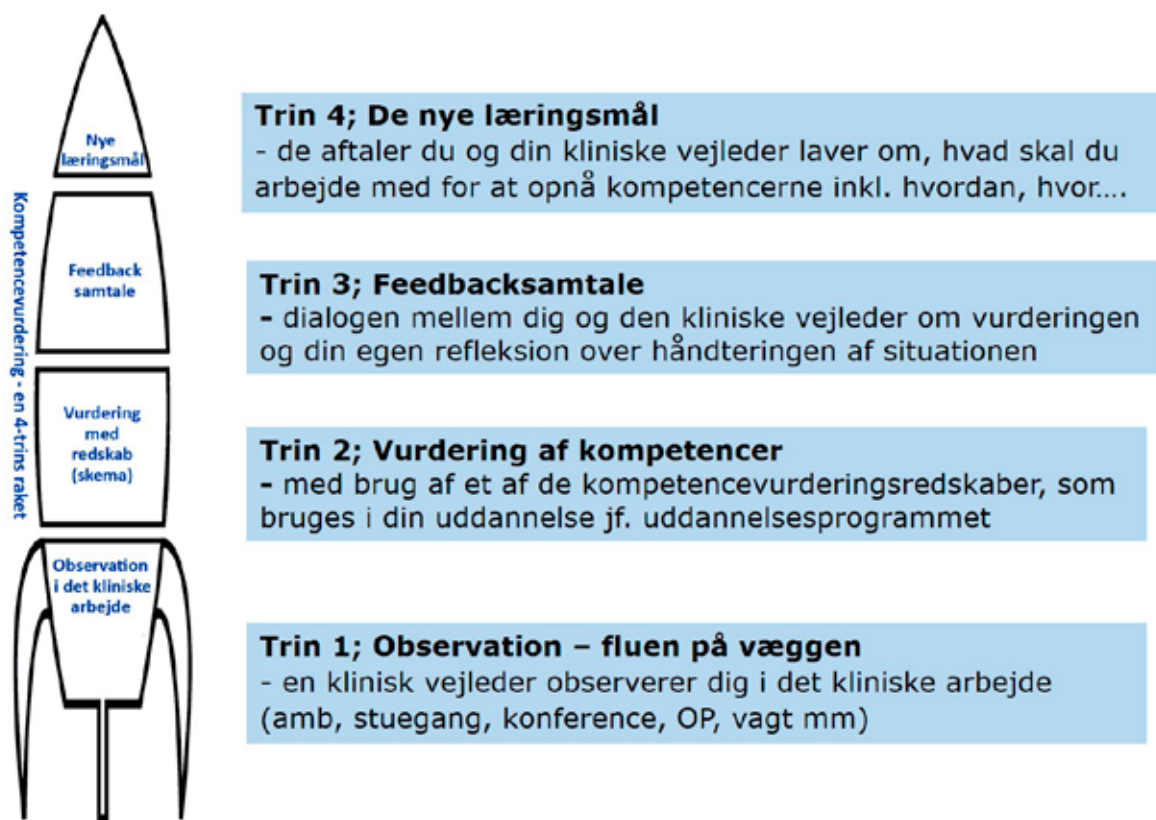 Nye
læringsmål
Trin 4; De nye læringsmål
- de aftaler du og din kliniske vejleder laver om, hvad skal du
arbejde med for at opnå kompetencerne inkl. hvordan, hvor....
Kompetencevurdering - en 4-trins raket
Feedback
samtale
Trin 3; Feedbacksamtale
- dialogen mellem dig og den kliniske vejleder om vurderingen
og din egen refleksion over håndteringen af situationen
Vurdering
med
redskab
(skema)
Trin 2; Vurdering af kompetencer
- med brug af et af de kompetencevurderingsredskaber, som
bruges i din uddannelse jf. uddannelsesprogrammet
Observation
i det kliniske
arbejde
Trin 1; Observation – fluen på væggen
- en klinisk vejleder observerer dig i det kliniske arbejde
(amb, stuegang, konference, OP, vagt mm)